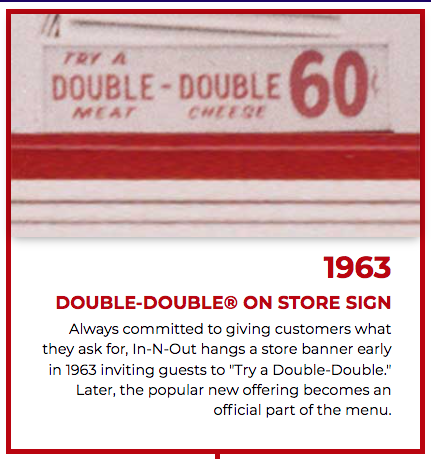 TRY A
DOUBLE - DOUBLE 60¢
MEAT CHEESE
1963
DOUBLE-DOUBLE® ON STORE SIGN
Always committed to giving customers what
they ask for, In-N-Out hangs a store banner early
in 1963 inviting guests to "Try a Double-Double."
Later, the popular new offering becomes an
official part of the menu.